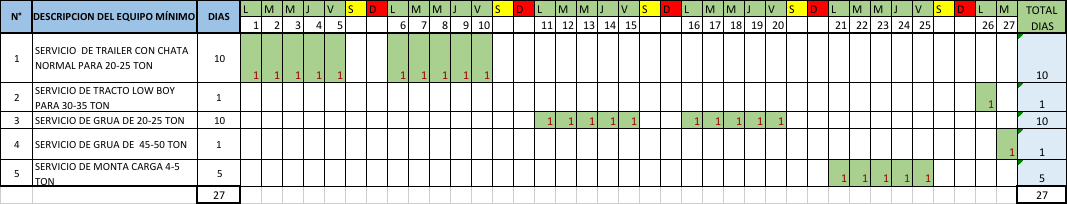 N° DESCRIPCION DEL EQUIPO MÍNIMO DIAS L M M J V S D L M M J V S D L M M J V S D L M M J V S D L M M J V S D L M TOTAL DIAS
1 2 3 4 5 6 7 8 9 10 11 12 13 14 15 16 17 18 19 20 21 22 23 24 25 26 27
1 SERVICIO DE TRAILER CON CHATA NORMAL PARA 20-25 TON 10 1 1 1 1 1 1 1 1 1 1 10
2 SERVICIO DE TRACTO LOW BOY PARA 30-35 TON 1 1 1
3 SERVICIO DE GRUA DE 20-25 TON 10 1 1 1 1 1 1 1 1 1 1 10
4 SERVICIO DE GRUA DE 45-50 TON 1 1 1
5 SERVICIO DE MONTA CARGA 4-5 TON 5 1 1 1 1 1 5
27 27